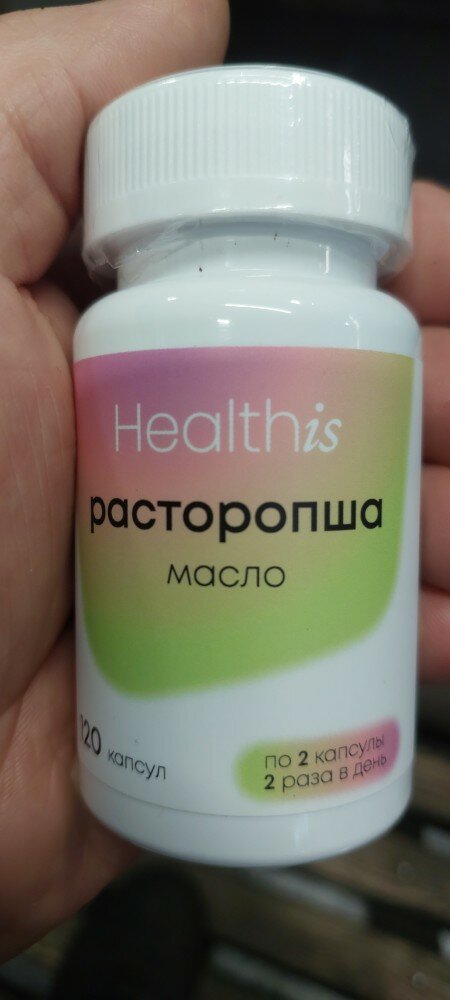 Healthis
расторопша
масло
120 капсул
по 2 капсулы
2 раза в день